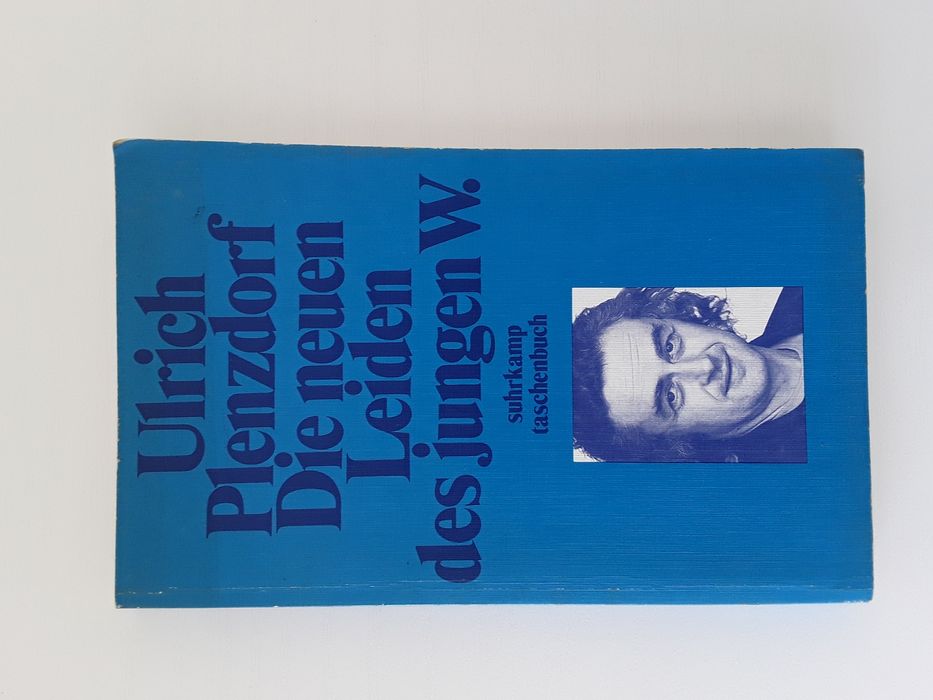 Ulrich
Plenzdorf
Die neuen
Leiden
des jungen W.
suhrkamp
taschenbuch